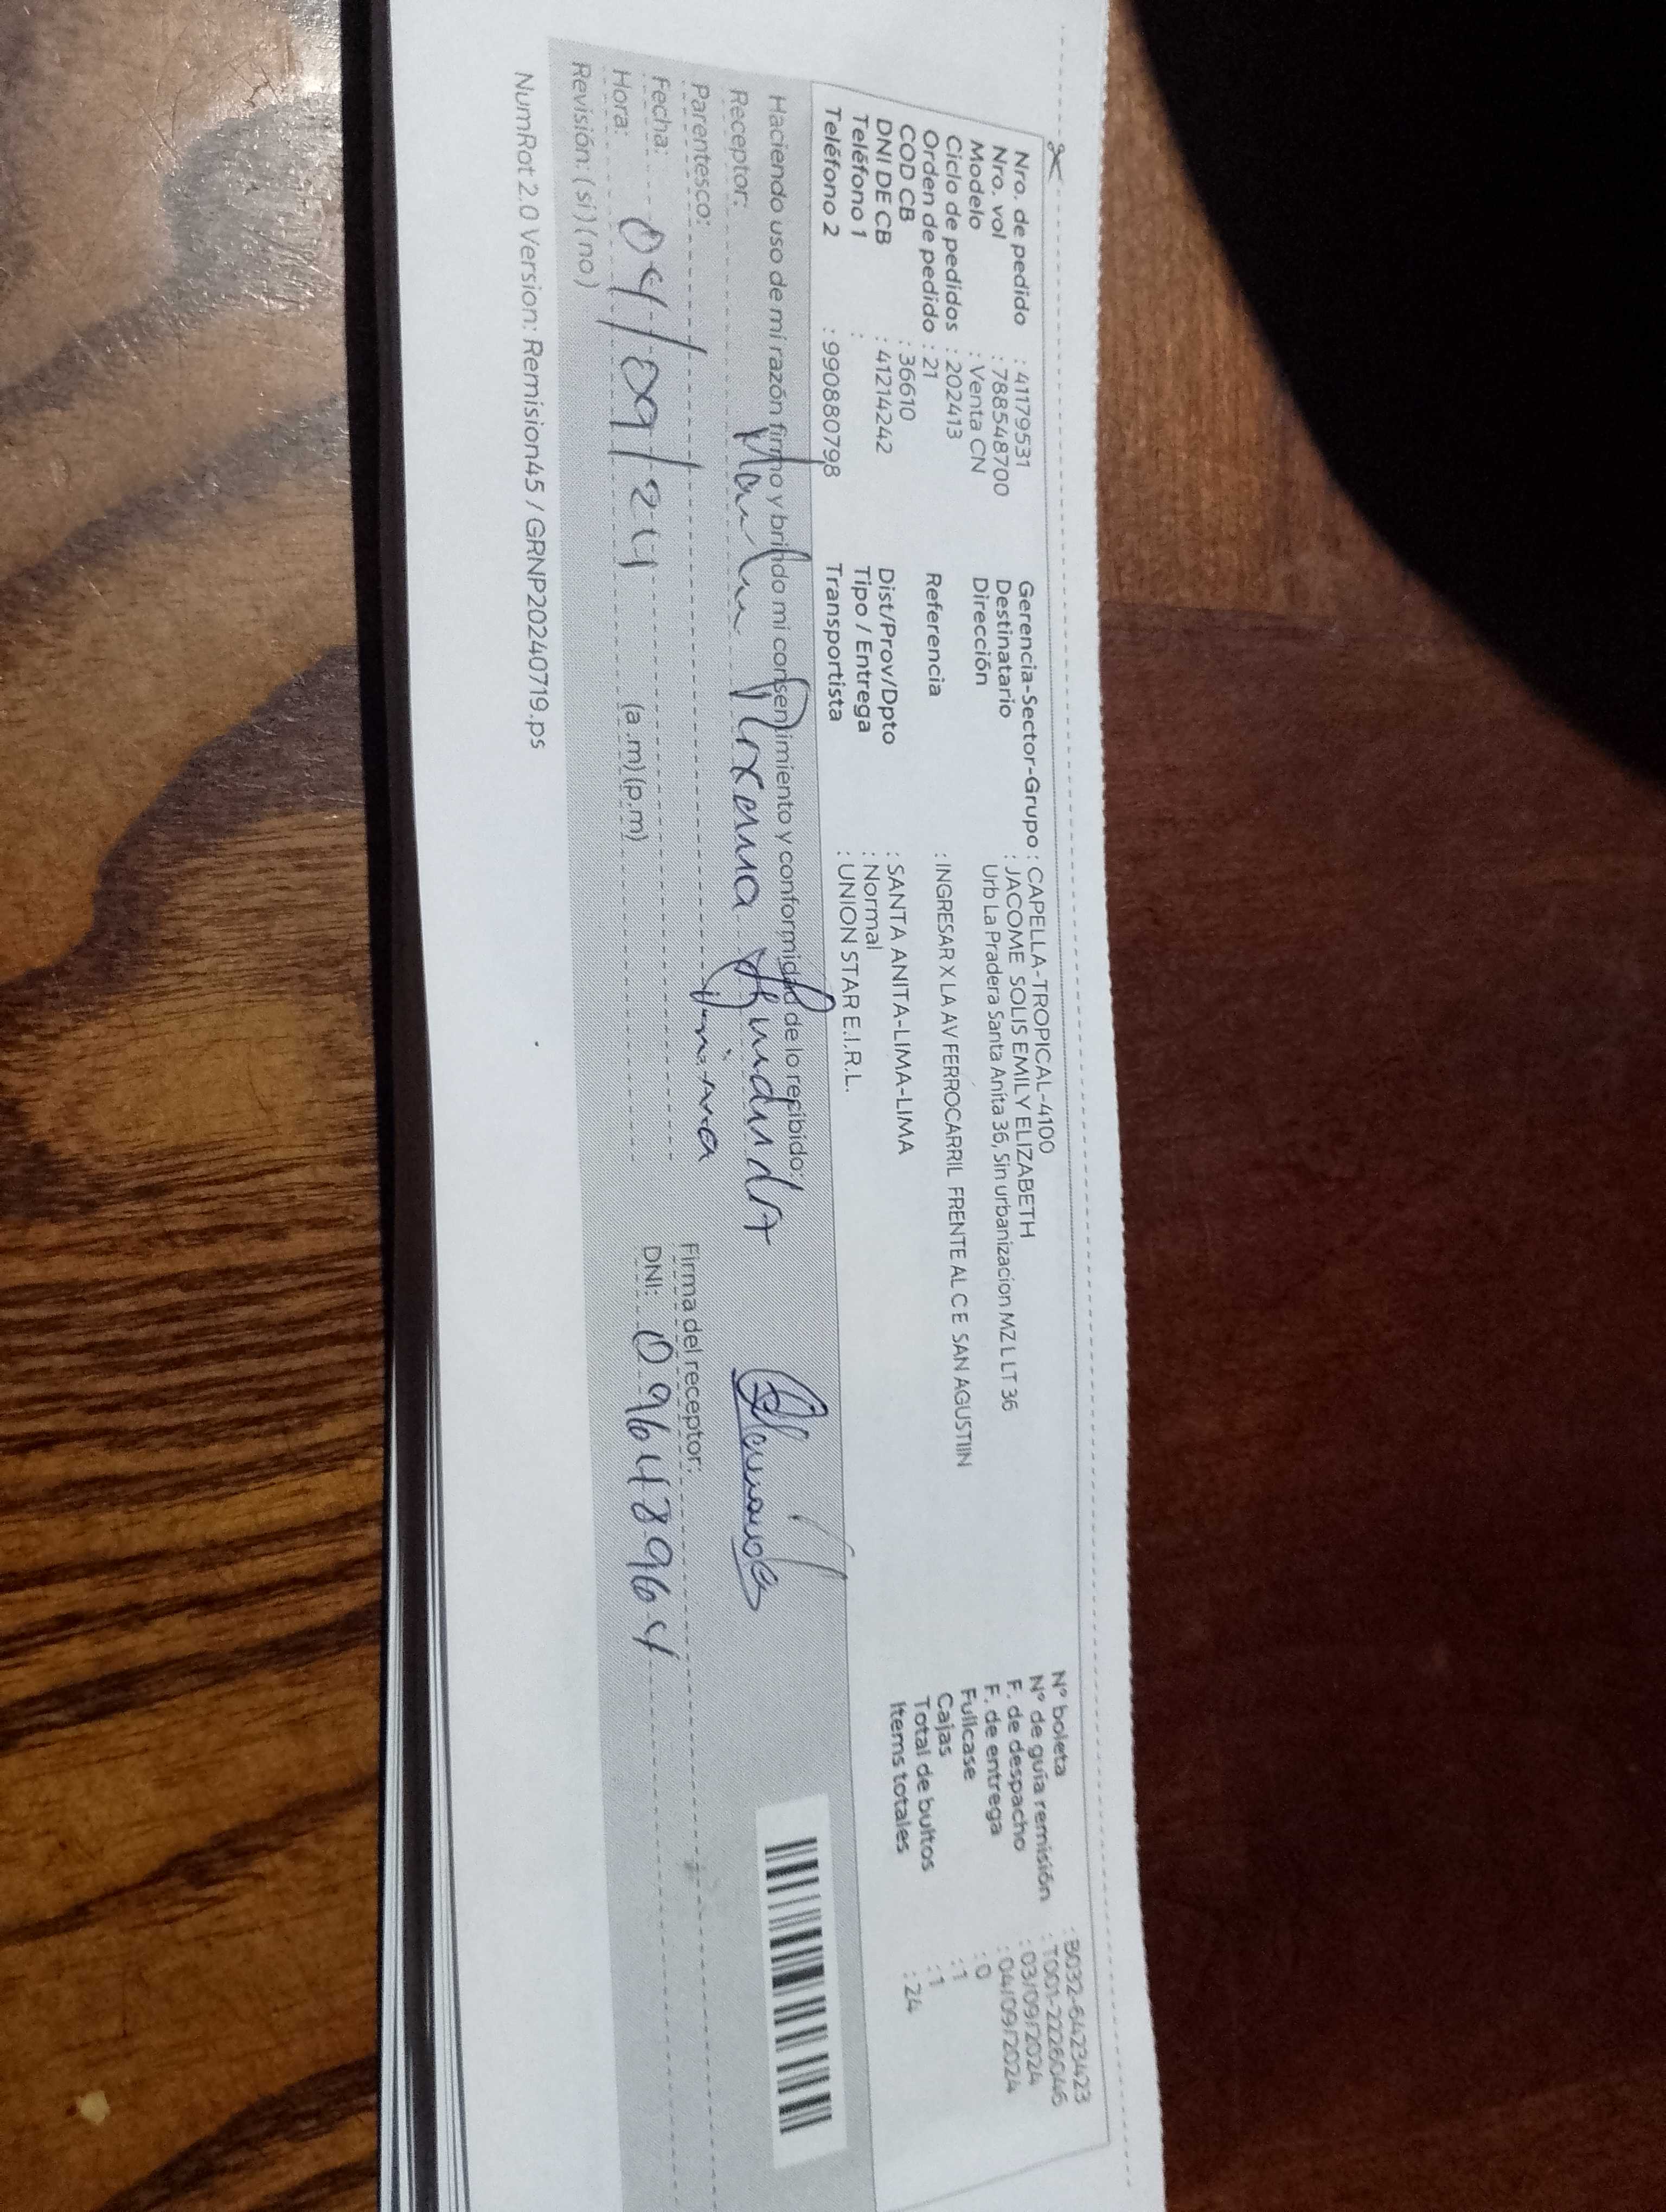 Nro. de pedido : 41179531
Nro. vol : 788548700
Modelo : Venta CN
Ciclo de pedidos : 202413
Orden de pedido : 21
COD CB : 36610
DNI DE CB : 41214242
Teléfono 1 :
Teléfono 2 : 990880798
Gerencia-Sector-Grupo : CAPELLA-TROPICAL-4100
Destinatario : JACOME SOLIS EMILY ELIZABETH
Dirección Urb La Pradera Santa Anita 36, Sin urbanizacion MZ L LT 36
Referencia : INGRESAR X LA AV FERROCARRIL FRENTE AL C E SAN AGUSTIIN
Dist/Prov/Dpto : SANTA ANITA-LIMA-LIMA
Tipo / Entrega : Normal
Transportista : UNION STAR E.I.R.L.
Nº boleta : B032-6423423
Nº de guía remisión : T001-2226046
F. de despacho : 03/09/2024
F. de entrega : 04/09/2024
Fullcase : 0
Cajas : 1
Total de bultos : 1
Items totales : 24
Haciendo uso de mi razón firmo y brindo mi consentimiento y conformidad de lo recibido:
Receptor:
Parentesco:
Fecha: 04/09/24
Hora: (a.m) (p.m)
Revisión: (si) (no)
Firma del receptor:
DNI: 09648964
NumRot 2.0 Version: Remision45 / GRNP20240719.ps